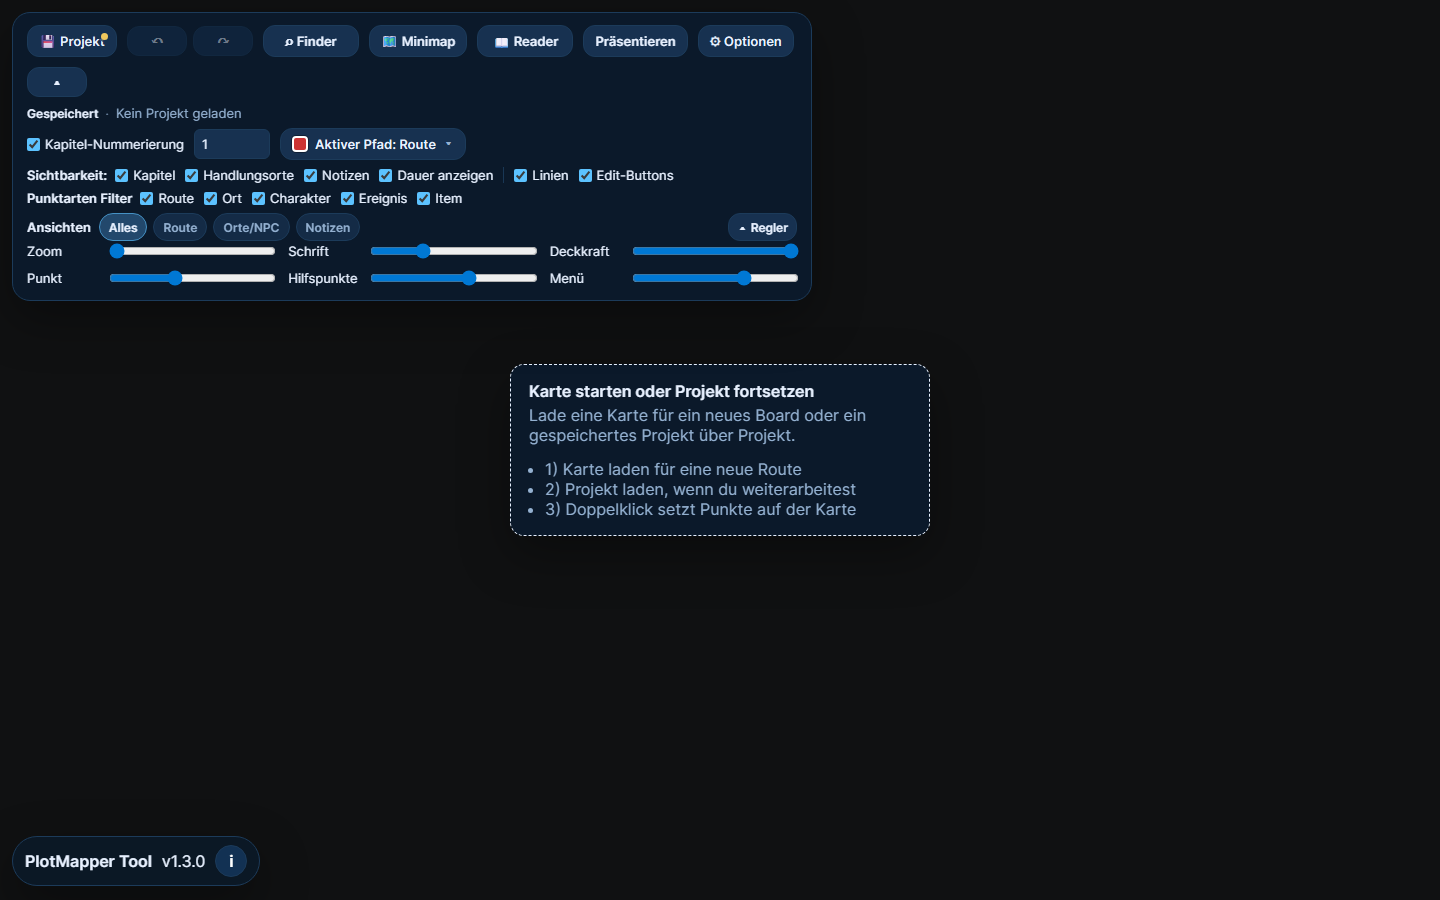 Projekt Finder Minimap Reader Präsentieren Optionen
Gespeichert · Kein Projekt geladen
Kapitel-Nummerierung 1 Aktiver Pfad: Route
Sichtbarkeit: Kapitel Handlungsorte Notizen Dauer anzeigen Linien Edit-Buttons
Punktarten Filter Route Ort Charakter Ereignis Item
Ansichten Alles Route Orte/NPC Notizen Regler
Zoom Schrift Deckkraft
Punkt Hilfspunkte Menü
Karte starten oder Projekt fortsetzen
Lade eine Karte für ein neues Board oder ein
gespeichertes Projekt über Projekt.
• 1) Karte laden für eine neue Route
• 2) Projekt laden, wenn du weiterarbeitest
• 3) Doppelklick setzt Punkte auf der Karte
PlotMapper Tool v1.3.0 i